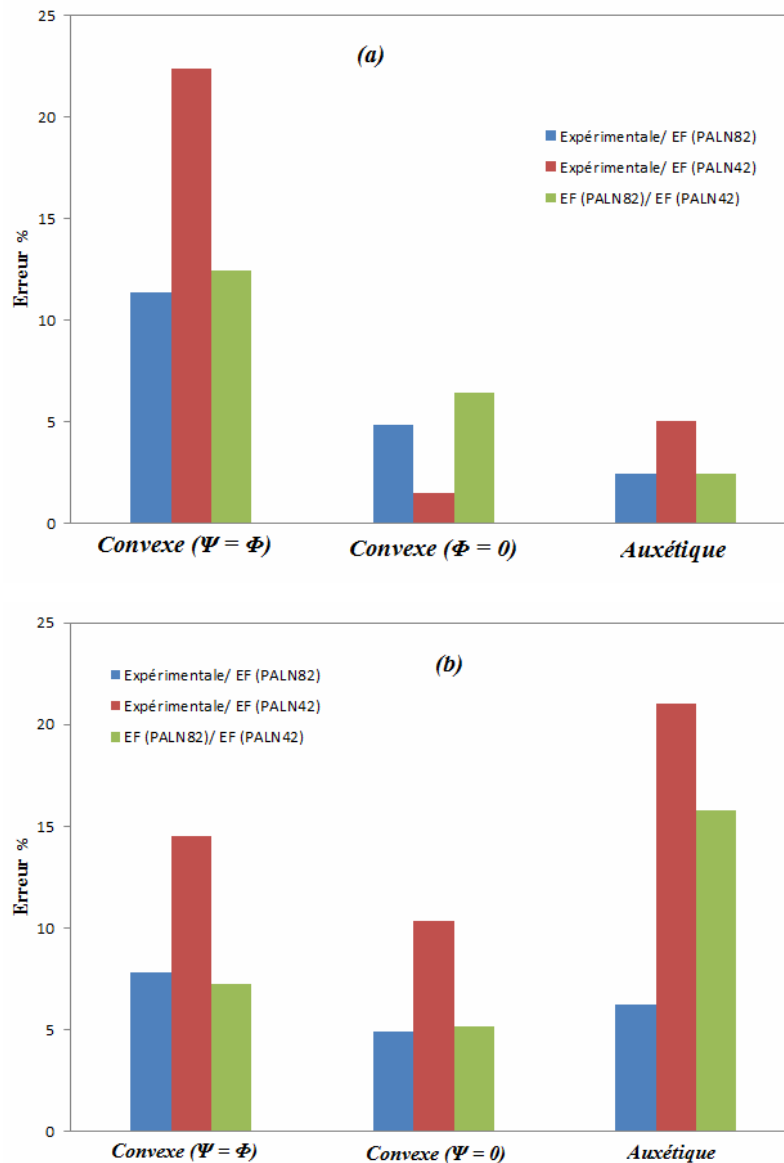 25
20
15
10
5
0
Erreur %
(a)
Expérimentale/ EF (PALN82)
Expérimentale/ EF (PALN42)
EF (PALN82)/ EF (PALN42)
Convexe (Ψ = Φ)
Convexe (Φ = 0)
Auxétique
25
20
15
10
5
0
Erreur %
(b)
Expérimentale/ EF (PALN82)
Expérimentale/ EF (PALN42)
EF (PALN82)/ EF (PALN42)
Convexe (Ψ = Φ)
Convexe (Ψ = 0)
Auxétique